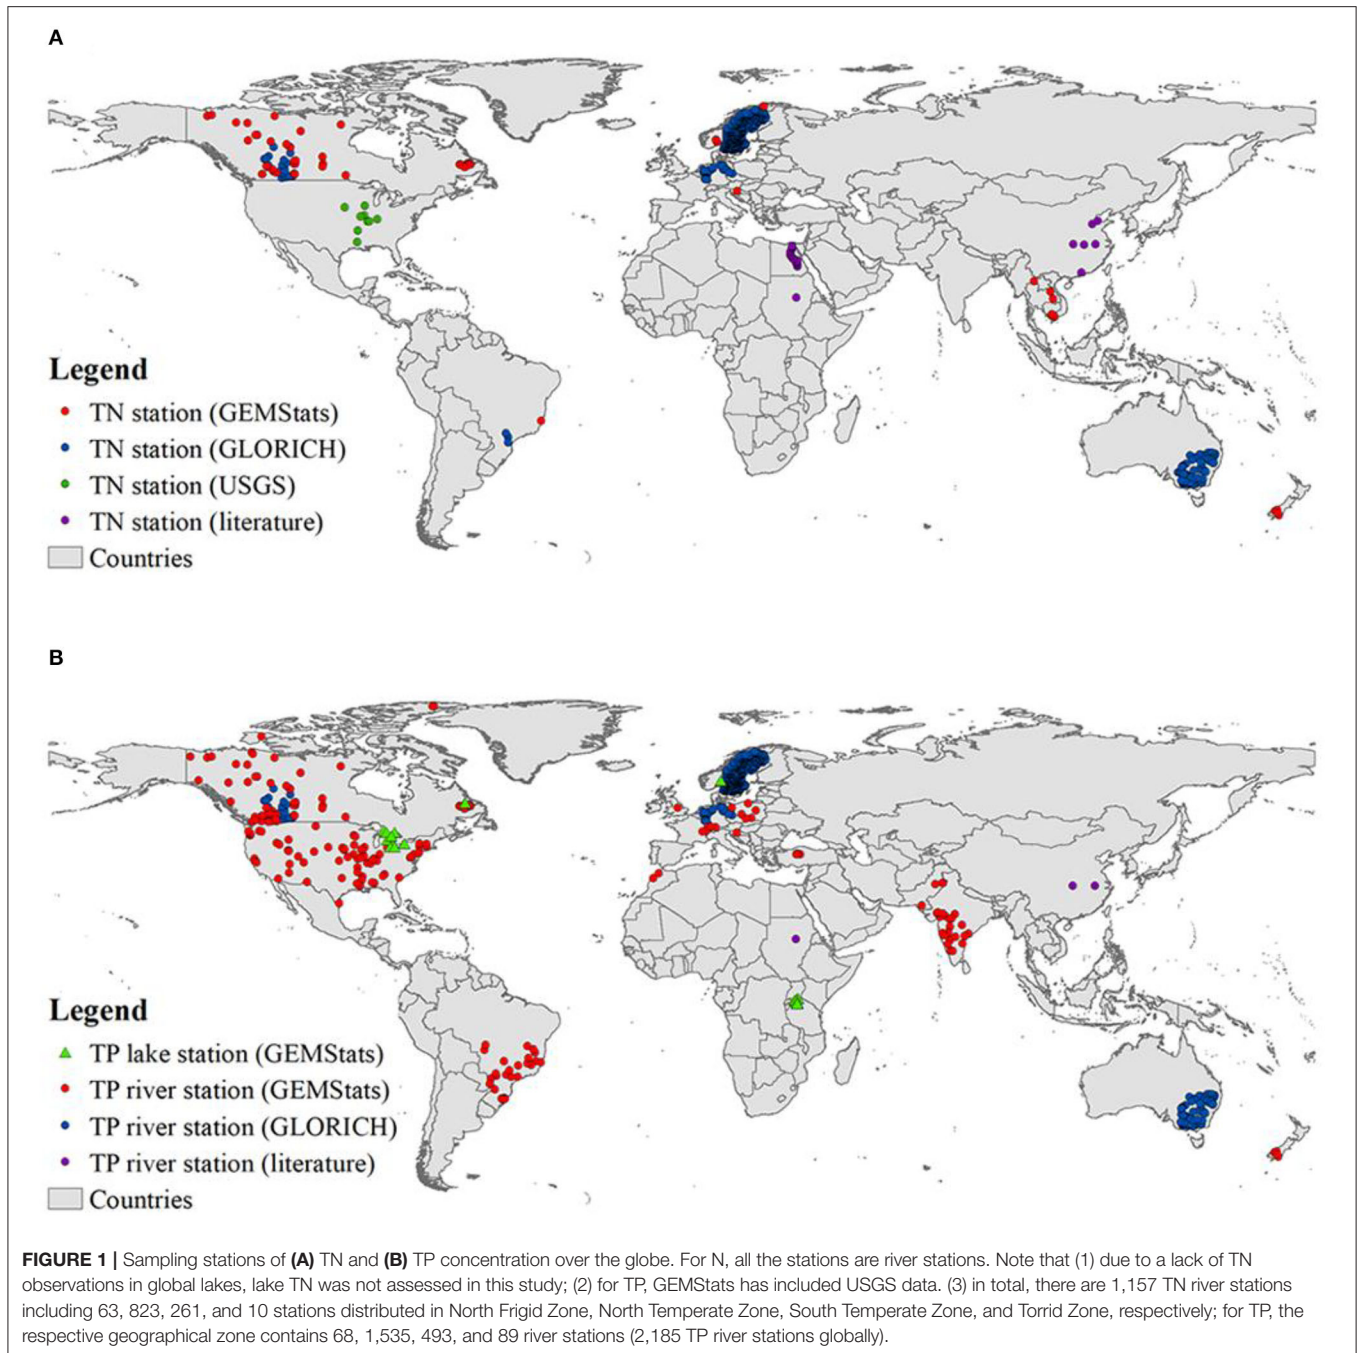 A
Legend
TN station (GEMStats)
TN station (GLORICH)
TN station (USGS)
TN station (literature)
Countries
B
Legend
TP lake station (GEMStats)
TP river station (GEMStats)
TP river station (GLORICH)
TP river station (literature)
Countries
FIGURE 1 | Sampling stations of (A) TN and (B) TP concentration over the globe. For N, all the stations are river stations. Note that (1) due to a lack of TN
observations in global lakes, lake TN was not assessed in this study; (2) for TP, GEMStats has included USGS data. (3) in total, there are 1,157 TN river stations
including 63, 823, 261, and 10 stations distributed in North Frigid Zone, North Temperate Zone, South Temperate Zone, and Torrid Zone, respectively; for TP, the
respective geographical zone contains 68, 1,535, 493, and 89 river stations (2,185 TP river stations globally).